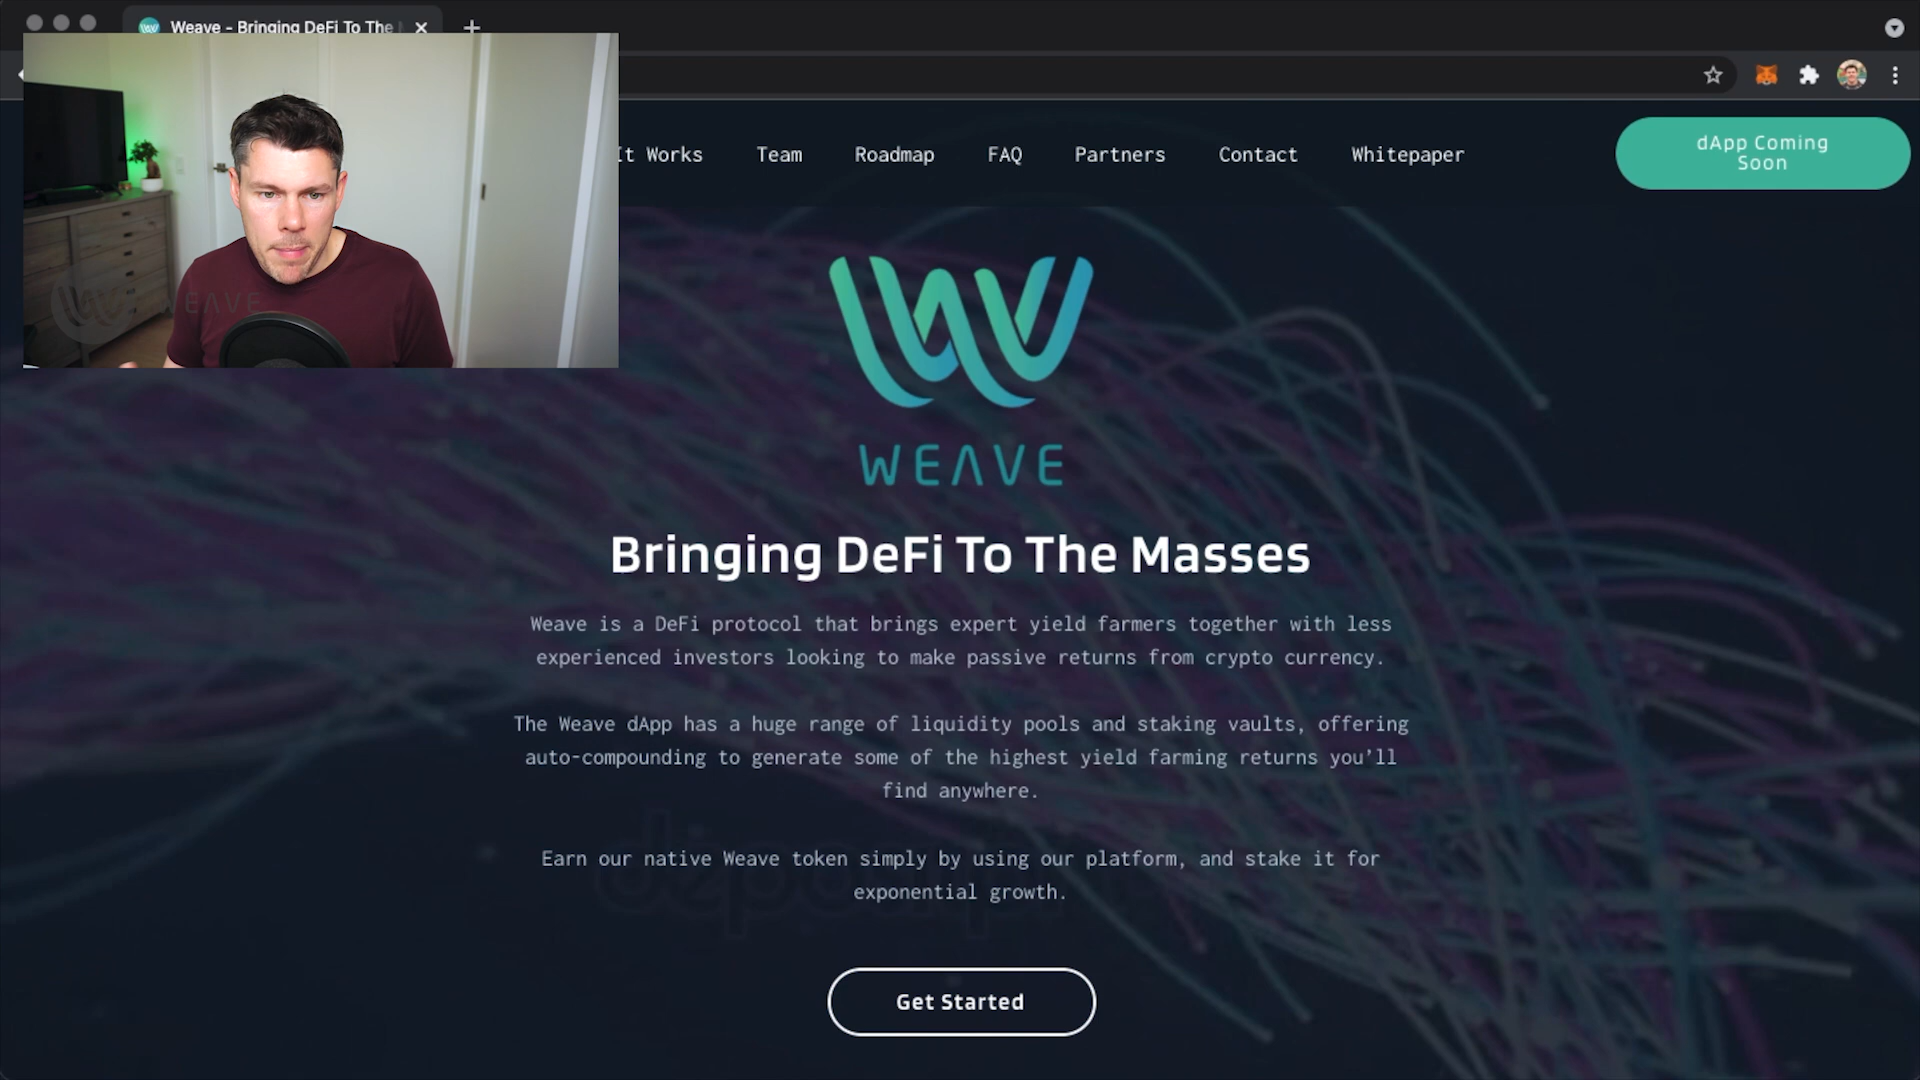 Weave - Bringing DeFi To The
It Works
Team
Roadmap
FAQ
Partners
Contact
Whitepaper
dApp Coming
Soon
WEAVE
WEAVE
Bringing DeFi To The Masses
Weave is a DeFi protocol that brings expert yield farmers together with less
experienced investors looking to make passive returns from crypto currency.
The Weave dApp has a huge range of liquidity pools and staking vaults, offering
auto-compounding to generate some of the highest yield farming returns you’ll
find anywhere.
Earn our native Weave token simply by using our platform, and stake it for
exponential growth.
Get Started